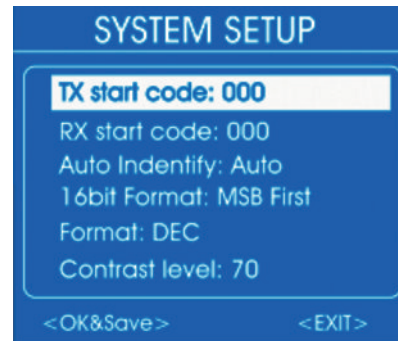 SYSTEM SETUP
TX start code: 000
RX start code: 000
Auto Indentify: Auto
16bit Format: MSB First
Format: DEC
Contrast level: 70
<OK&Save> <EXIT>